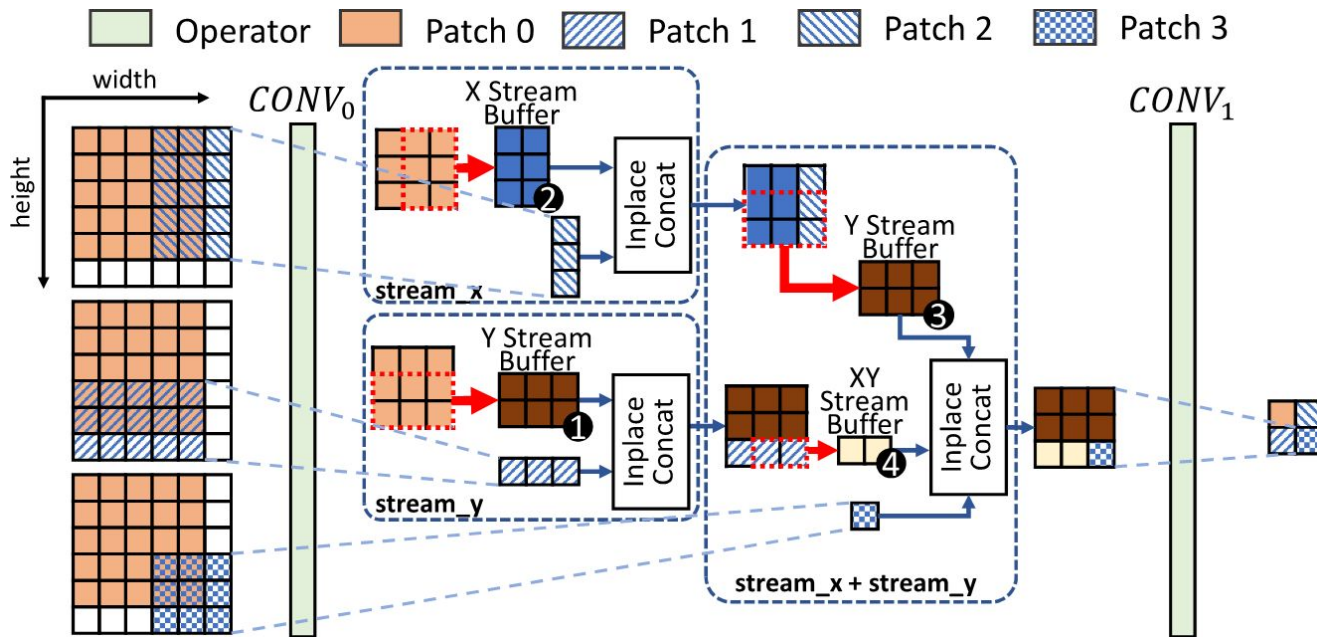 Operator
Patch 0
Patch 1
Patch 2
Patch 3
width
height
CONV₀
X Stream
Buffer
2
Inplace
Concat
stream_x
Y Stream
Buffer
1
Inplace
Concat
stream_y
Y Stream
Buffer
3
XY
Stream
Buffer
4
Inplace
Concat
stream_x + stream_y
CONV₁